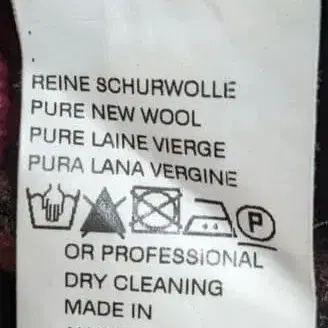 REINE SCHURWOLLE
PURE NEW WOOL
PURE LAINE VIERGE
PURA LANA VERGINE
P
OR PROFESSIONAL
DRY CLEANING
MADE IN